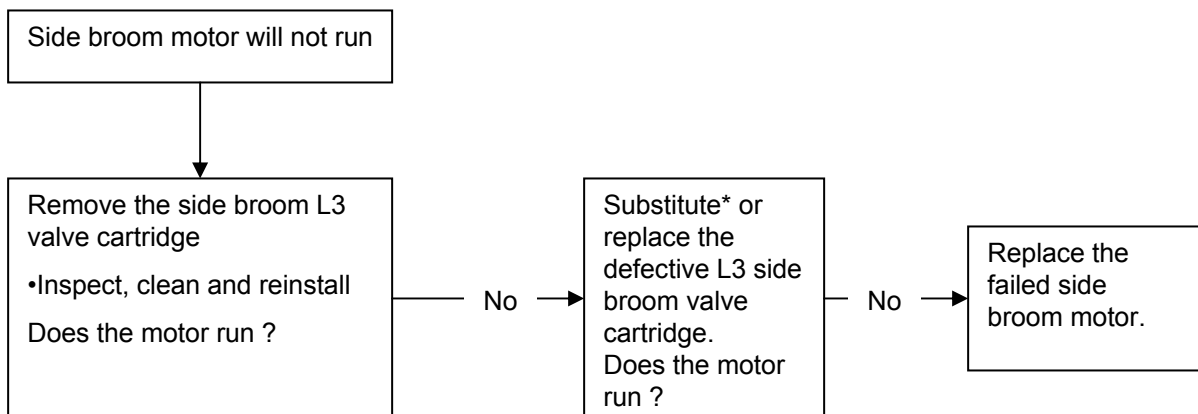 Side broom motor will not run
Remove the side broom L3
valve cartridge
•Inspect, clean and reinstall
Does the motor run ?
No
Substitute* or
replace the
defective L3 side
broom valve
cartridge.
Does the motor
run ?
No
Replace the
failed side
broom motor.